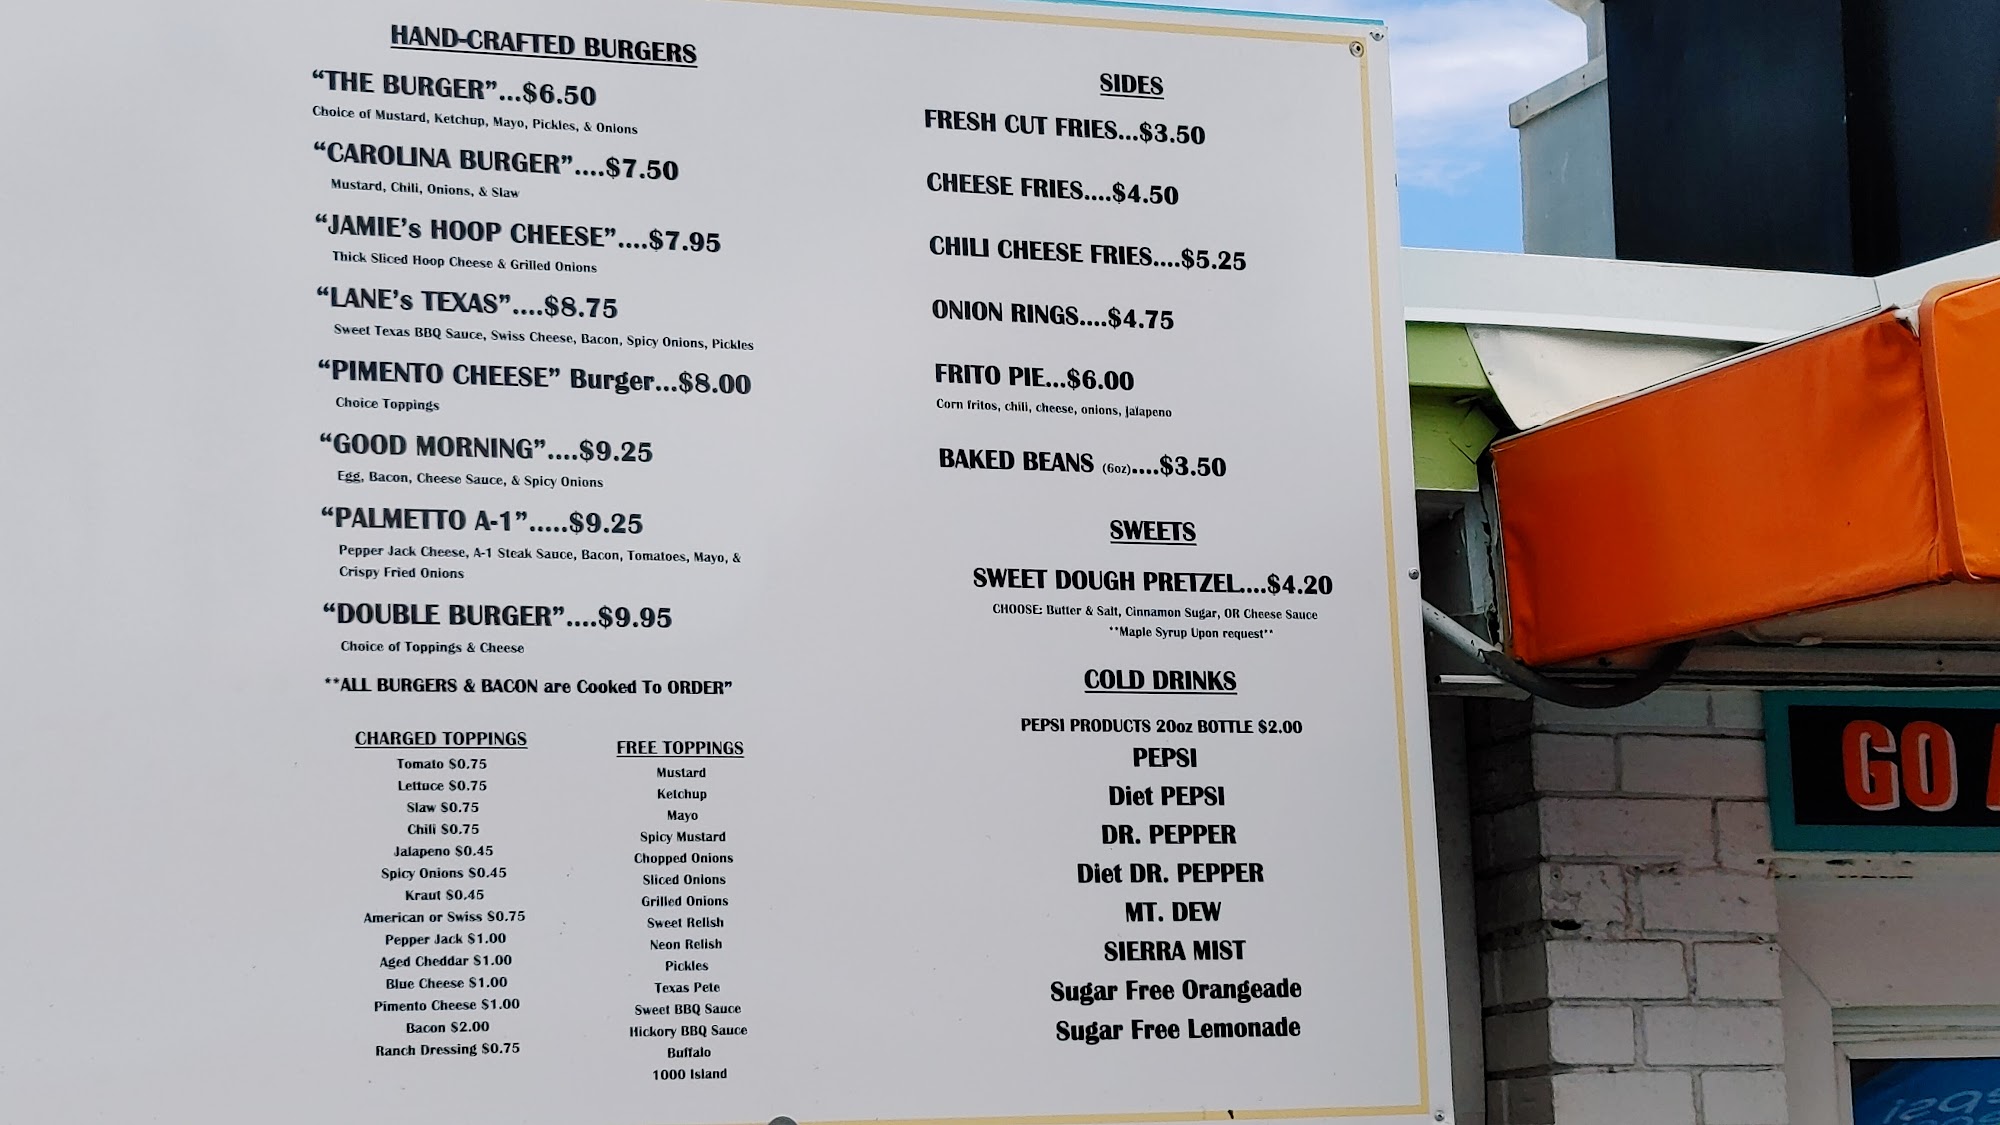 HAND-CRAFTED BURGERS
“THE BURGER”...$6.50
Choice of Mustard, Ketchup, Mayo, Pickles, & Onions
“CAROLINA BURGER”....$7.50
Mustard, Chili, Onions, & Slaw
“JAMIE’s HOOP CHEESE”....$7.95
Thick Sliced Hoop Cheese & Grilled Onions
“LANE’s TEXAS”....$8.75
Sweet Texas BBQ Sauce, Swiss Cheese, Bacon, Spicy Onions, Pickles
“PIMENTO CHEESE” Burger...$8.00
Choice Toppings
“GOOD MORNING”....$9.25
Egg, Bacon, Cheese Sauce, & Spicy Onions
“PALMETTO A-1”.....$9.25
Pepper Jack Cheese, A-1 Steak Sauce, Bacon, Tomatoes, Mayo, &
Crispy Fried Onions
“DOUBLE BURGER”....$9.95
Choice of Toppings & Cheese
**ALL BURGERS & BACON are Cooked To ORDER”
CHARGED TOPPINGS
Tomato $0.75
Lettuce $0.75
Slaw $0.75
Chili $0.75
Jalapeno $0.45
Spicy Onions $0.45
Kraut $0.45
American or Swiss $0.75
Pepper Jack $1.00
Aged Cheddar $1.00
Blue Cheese $1.00
Pimento Cheese $1.00
Bacon $2.00
Ranch Dressing $0.75
FREE TOPPINGS
Mustard
Ketchup
Mayo
Spicy Mustard
Chopped Onions
Sliced Onions
Grilled Onions
Sweet Relish
Neon Relish
Pickles
Texas Pete
Sweet BBQ Sauce
Hickory BBQ Sauce
Buffalo
1000 Island
SIDES
FRESH CUT FRIES...$3.50
CHEESE FRIES....$4.50
CHILI CHEESE FRIES....$5.25
ONION RINGS....$4.75
FRITO PIE...$6.00
Corn fritos, chili, cheese, onions, jalapeno
BAKED BEANS (6oz)....$3.50
SWEETS
SWEET DOUGH PRETZEL....$4.20
CHOOSE: Butter & Salt, Cinnamon Sugar, OR Cheese Sauce
**Maple Syrup Upon request**
COLD DRINKS
PEPSI PRODUCTS 20oz BOTTLE $2.00
PEPSI
Diet PEPSI
DR. PEPPER
Diet DR. PEPPER
MT. DEW
SIERRA MIST
Sugar Free Orangeade
Sugar Free Lemonade
GO